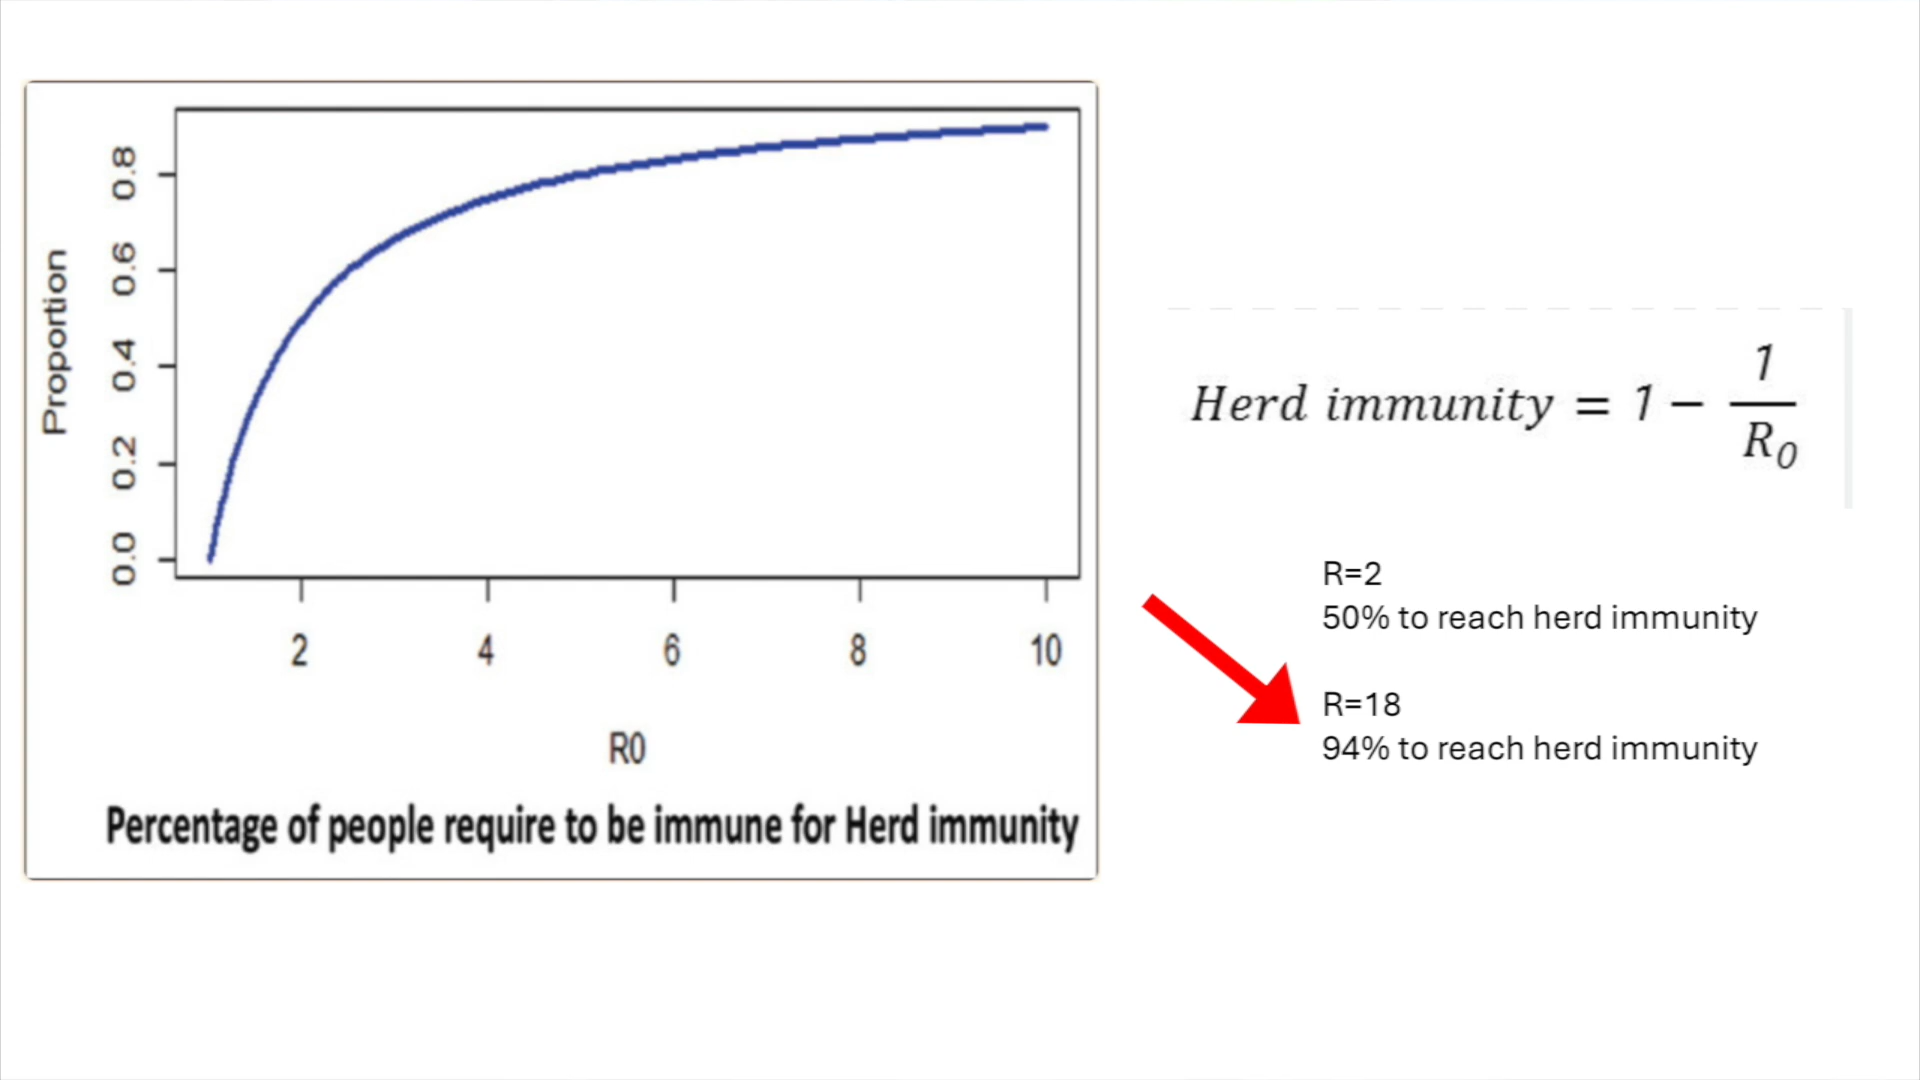 0.8
0.6
0.4
0.2
0.0
Proportion
2 4 6 8 10
R0
Percentage of people require to be immune for Herd immunity
Herd immunity = 1 − 1/R0
R=2
50% to reach herd immunity
R=18
94% to reach herd immunity